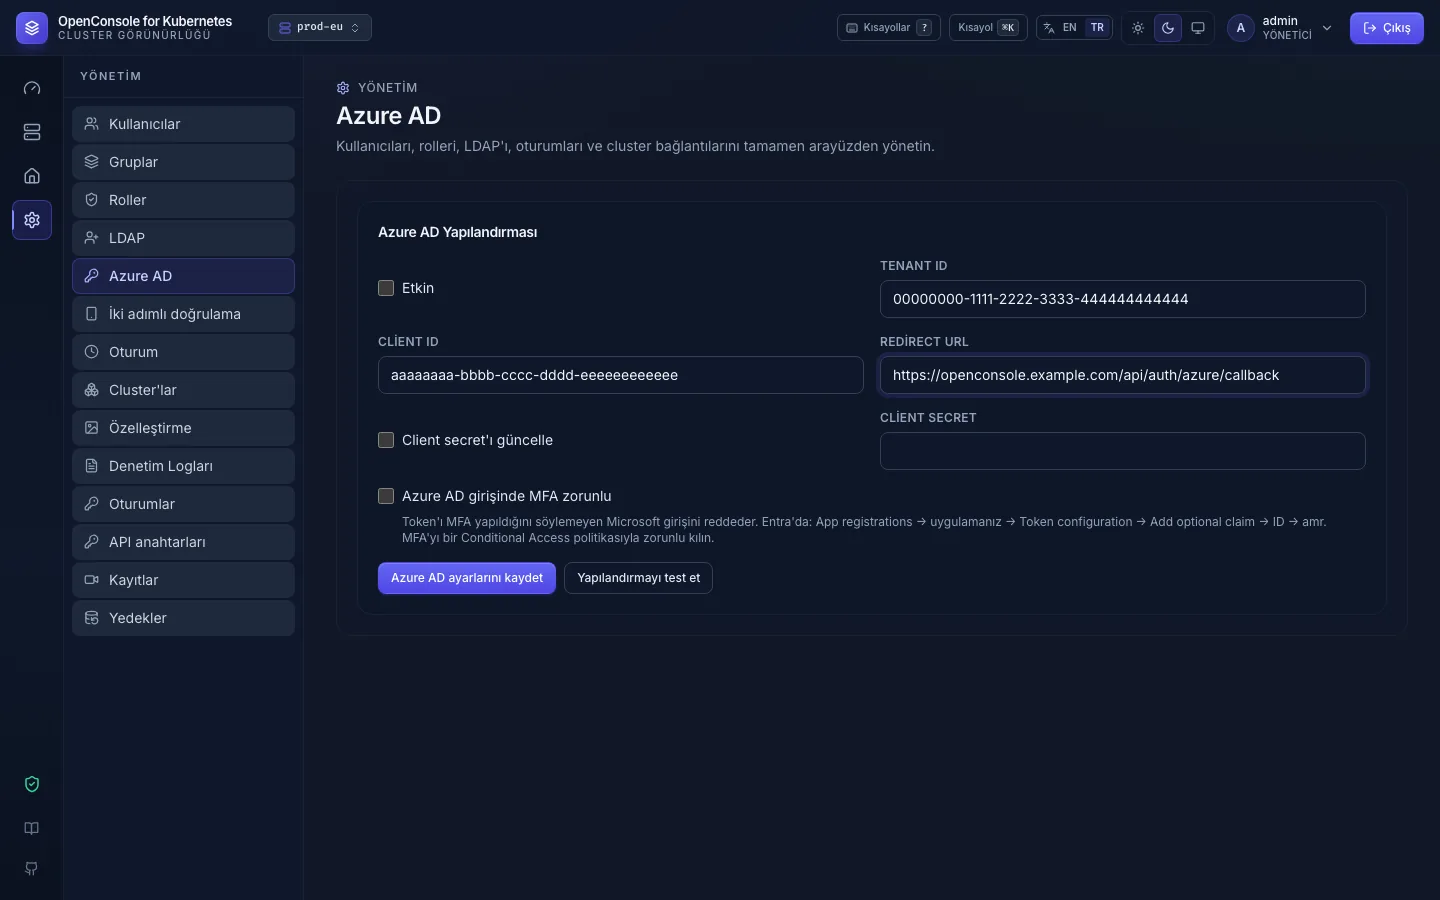 OpenConsole for Kubernetes
CLUSTER GÖRÜNÜRLÜĞÜ
prod-eu
Kısayollar ?
Kısayol ⌘K
EN TR
A
admin
YÖNETİCİ
Çıkış
YÖNETİM
Kullanıcılar
Gruplar
Roller
LDAP
Azure AD
İki adımlı doğrulama
Oturum
Cluster'lar
Özelleştirme
Denetim Logları
Oturumlar
API anahtarları
Kayıtlar
Yedekler
YÖNETİM
Azure AD
Kullanıcıları, rolleri, LDAP'ı, oturumları ve cluster bağlantılarını tamamen arayüzden yönetin.
Azure AD Yapılandırması
Etkin
TENANT ID
00000000-1111-2222-3333-444444444444
CLİENT ID
aaaaaaaa-bbbb-cccc-dddd-eeeeeeeeeeee
REDİRECT URL
https://openconsole.example.com/api/auth/azure/callback
Client secret'ı güncelle
CLİENT SECRET
Azure AD girişinde MFA zorunlu
Token'ı MFA yapıldığını söylemeyen Microsoft girişini reddeder. Entra'da: App registrations → uygulamanız → Token configuration → Add optional claim → ID → amr.
MFA'yı bir Conditional Access politikasıyla zorunlu kılın.
Azure AD ayarlarını kaydet
Yapılandırmayı test et